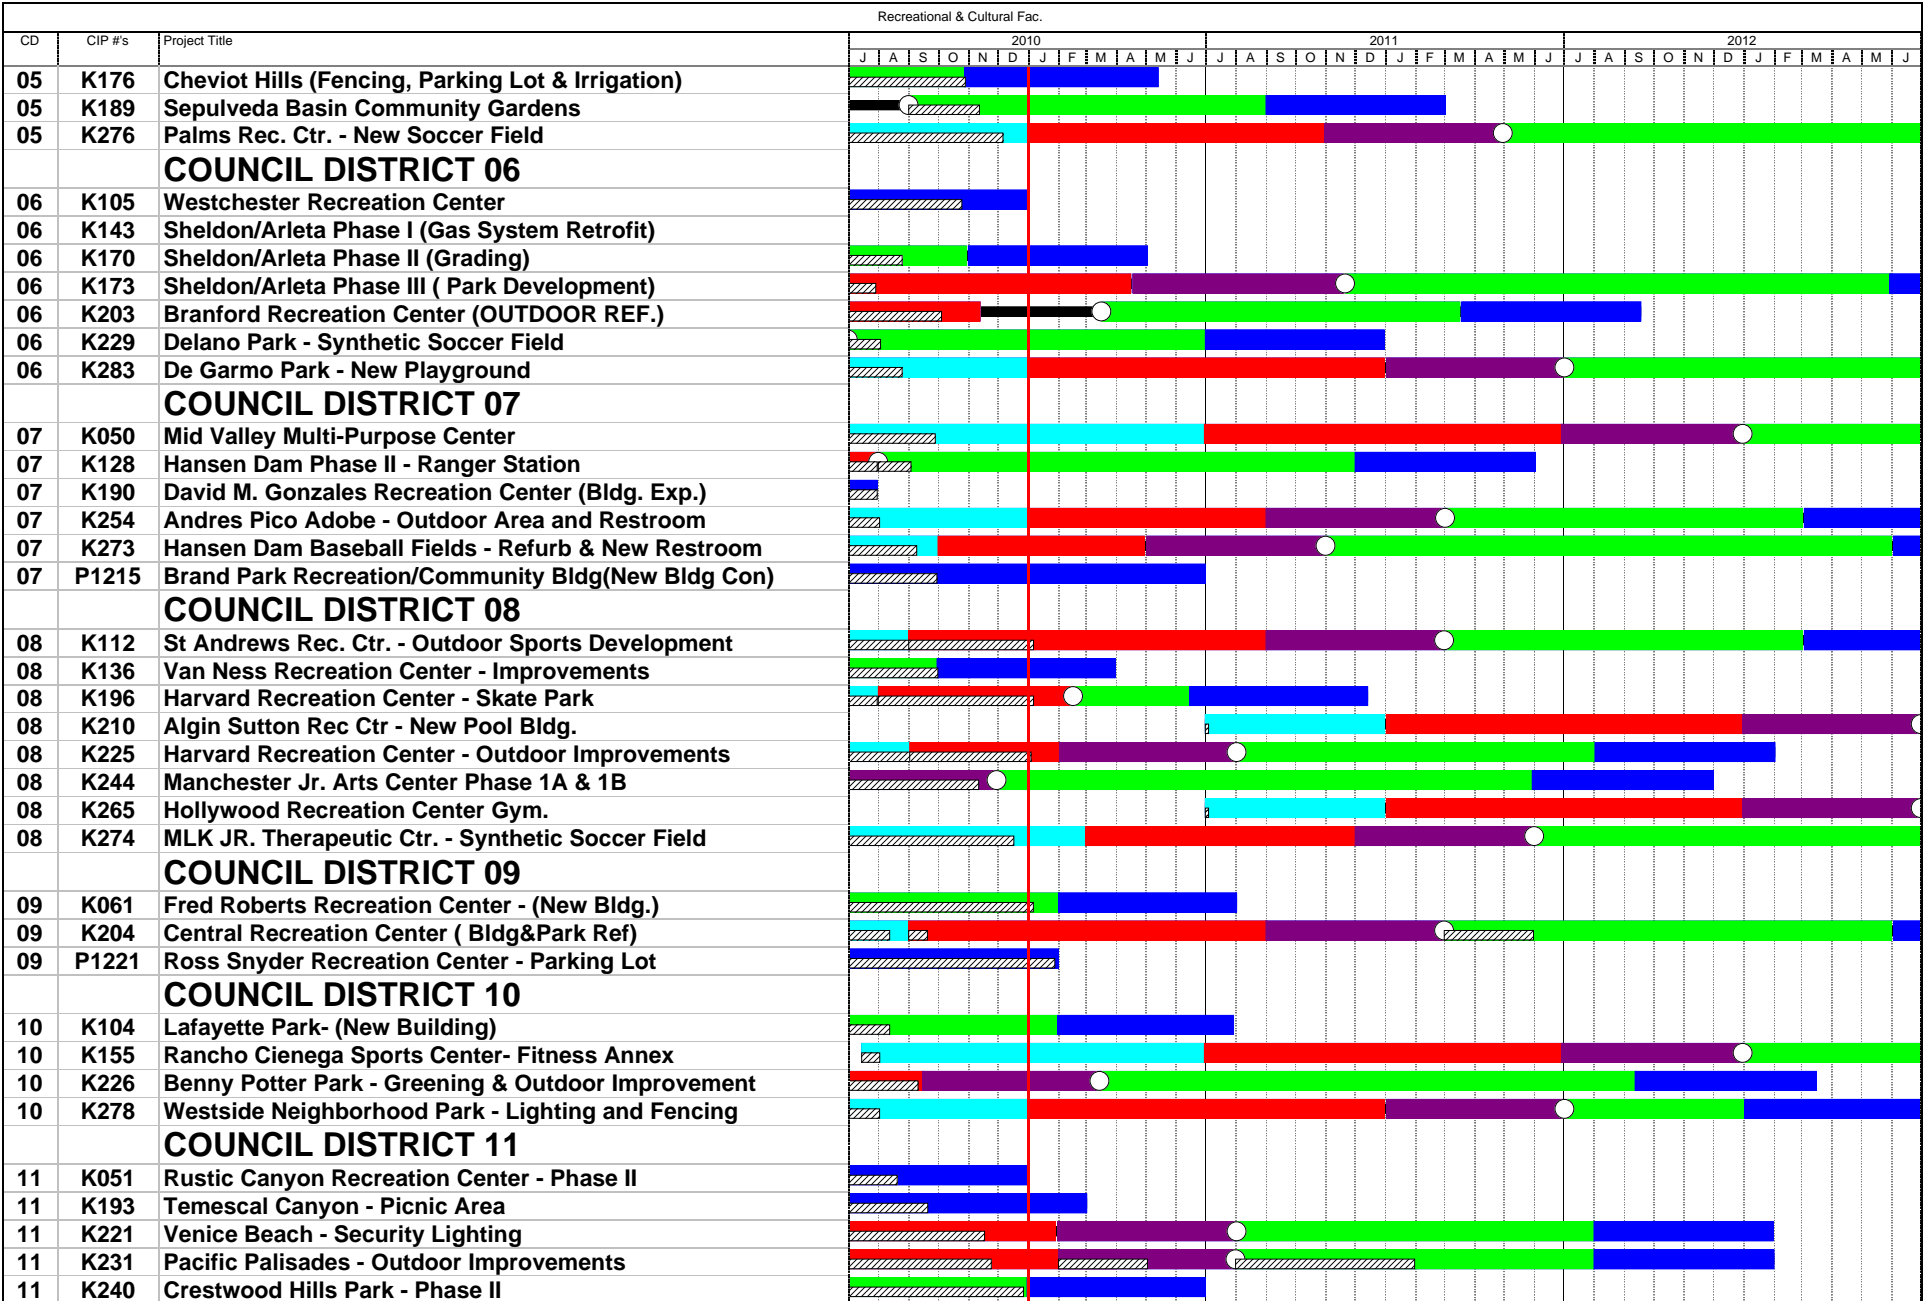 Recreational & Cultural Fac.
CD CIP #'s Project Title 2010 2011 2012
J A S O N D J F M A M J J A S O N D J F M A M J J A S O N D J F M A M J
05 K176 Cheviot Hills (Fencing, Parking Lot & Irrigation)
05 K189 Sepulveda Basin Community Gardens
05 K276 Palms Rec. Ctr. - New Soccer Field
COUNCIL DISTRICT 06
06 K105 Westchester Recreation Center
06 K143 Sheldon/Arleta Phase I (Gas System Retrofit)
06 K170 Sheldon/Arleta Phase II (Grading)
06 K173 Sheldon/Arleta Phase III ( Park Development)
06 K203 Branford Recreation Center (OUTDOOR REF.)
06 K229 Delano Park - Synthetic Soccer Field
06 K283 De Garmo Park - New Playground
COUNCIL DISTRICT 07
07 K050 Mid Valley Multi-Purpose Center
07 K128 Hansen Dam Phase II - Ranger Station
07 K190 David M. Gonzales Recreation Center (Bldg. Exp.)
07 K254 Andres Pico Adobe - Outdoor Area and Restroom
07 K273 Hansen Dam Baseball Fields - Refurb & New Restroom
07 P1215 Brand Park Recreation/Community Bldg(New Bldg Con)
COUNCIL DISTRICT 08
08 K112 St Andrews Rec. Ctr. - Outdoor Sports Development
08 K136 Van Ness Recreation Center - Improvements
08 K196 Harvard Recreation Center - Skate Park
08 K210 Algin Sutton Rec Ctr - New Pool Bldg.
08 K225 Harvard Recreation Center - Outdoor Improvements
08 K244 Manchester Jr. Arts Center Phase 1A & 1B
08 K265 Hollywood Recreation Center Gym.
08 K274 MLK JR. Therapeutic Ctr. - Synthetic Soccer Field
COUNCIL DISTRICT 09
09 K061 Fred Roberts Recreation Center - (New Bldg.)
09 K204 Central Recreation Center ( Bldg&Park Ref)
09 P1221 Ross Snyder Recreation Center - Parking Lot
COUNCIL DISTRICT 10
10 K104 Lafayette Park- (New Building)
10 K155 Rancho Cienega Sports Center- Fitness Annex
10 K226 Benny Potter Park - Greening & Outdoor Improvement
10 K278 Westside Neighborhood Park - Lighting and Fencing
COUNCIL DISTRICT 11
11 K051 Rustic Canyon Recreation Center - Phase II
11 K193 Temescal Canyon - Picnic Area
11 K221 Venice Beach - Security Lighting
11 K231 Pacific Palisades - Outdoor Improvements
11 K240 Crestwood Hills Park - Phase II